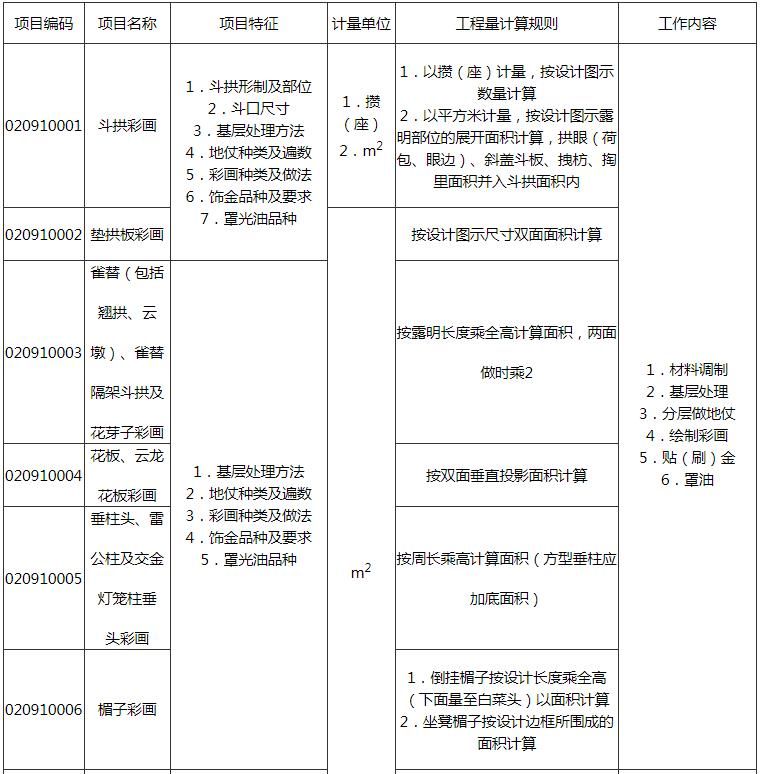 项目编码 项目名称 项目特征 计量单位 工程量计算规则 工作内容
020910001
斗拱彩画
1．斗拱形制及部位
2．斗口尺寸
3．基层处理方法
4．地仗种类及遍数
5．彩画种类及做法
6．饰金品种及要求
7．罩光油品种
1．攒
（座）
2．m2
1．以攒（座）计量，按设计图示
数量计算
2．以平方米计量，按设计图示露
明部位的展开面积计算，拱眼（荷
包、眼边）、斜盖斗板、拽枋、掏
里面积并入斗拱面积内
020910002
垫拱板彩画
按设计图示尺寸双面面积计算
020910003
雀替（包括
翘拱、云
墩）、雀替
隔架斗拱及
花芽子彩画
按露明长度乘全高计算面积，两面
做时乘2
020910004
花板、云龙
花板彩画
1．基层处理方法
2．地仗种类及遍数
3．彩画种类及做法
4．饰金品种及要求
5．罩光油品种
m2
按双面垂直投影面积计算
020910005
垂柱头、雷
公柱及交金
灯笼柱垂
头彩画
按周长乘高计算面积（方型垂柱应
加底面积）
020910006
楣子彩画
1．倒挂楣子按设计长度乘全高
（下面量至白菜头）以面积计算
2．坐凳楣子按设计边框所围成的
面积计算
1．材料调制
2．基层处理
3．分层做地仗
4．绘制彩画
5．贴（刷）金
6．罩油